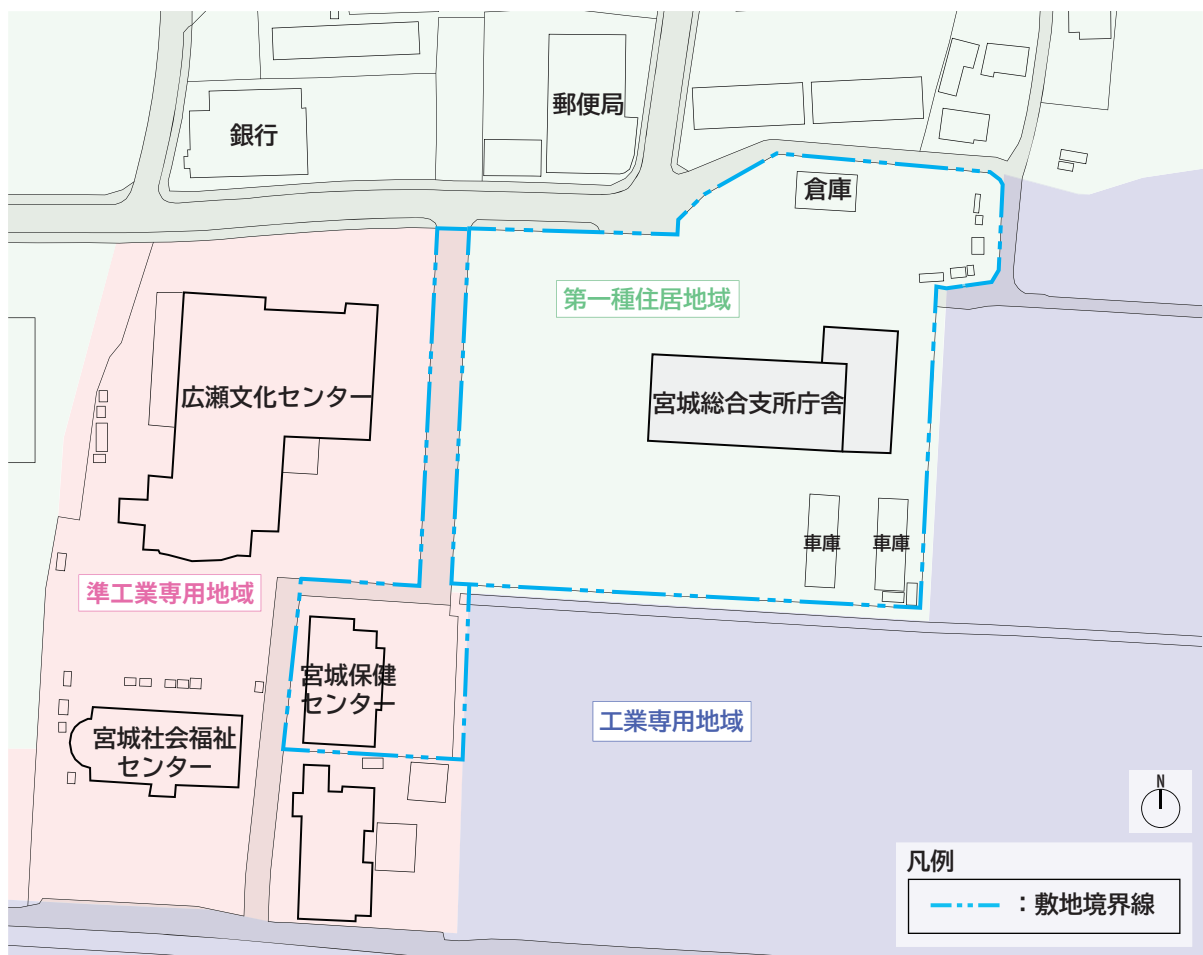 郵便局
銀行
倉庫
第一種住居地域
広瀬文化センター
宮城総合支所庁舎
車庫
車庫
準工業専用地域
宮城保健
センター
工業専用地域
宮城社会福祉
センター
N
凡例
：敷地境界線